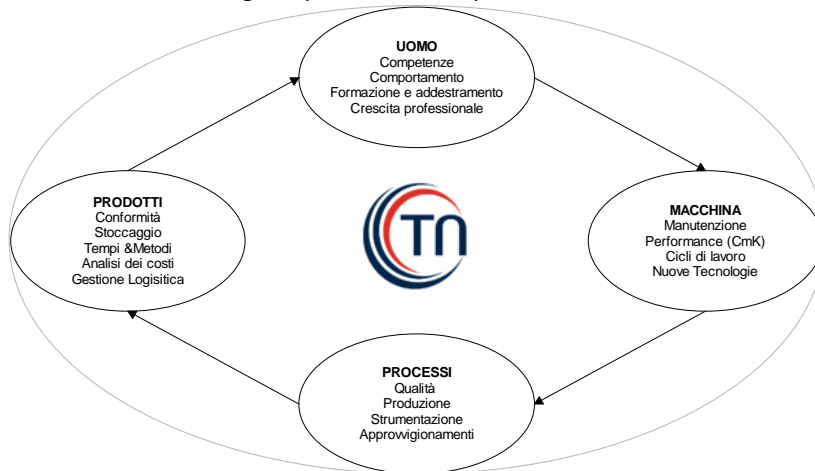 UOMO
Competenze
Comportamento
Formazione e addestramento
Crescita professionale
PRODOTTI
Conformità
Stoccaggio
Tempi &Metodi
Analisi dei costi
Gestione Logisitica
TN
MACCHINA
Manutenzione
Performance (CmK)
Cicli di lavoro
Nuove Tecnologie
PROCESSI
Qualità
Produzione
Strumentazione
Approvvigionamenti